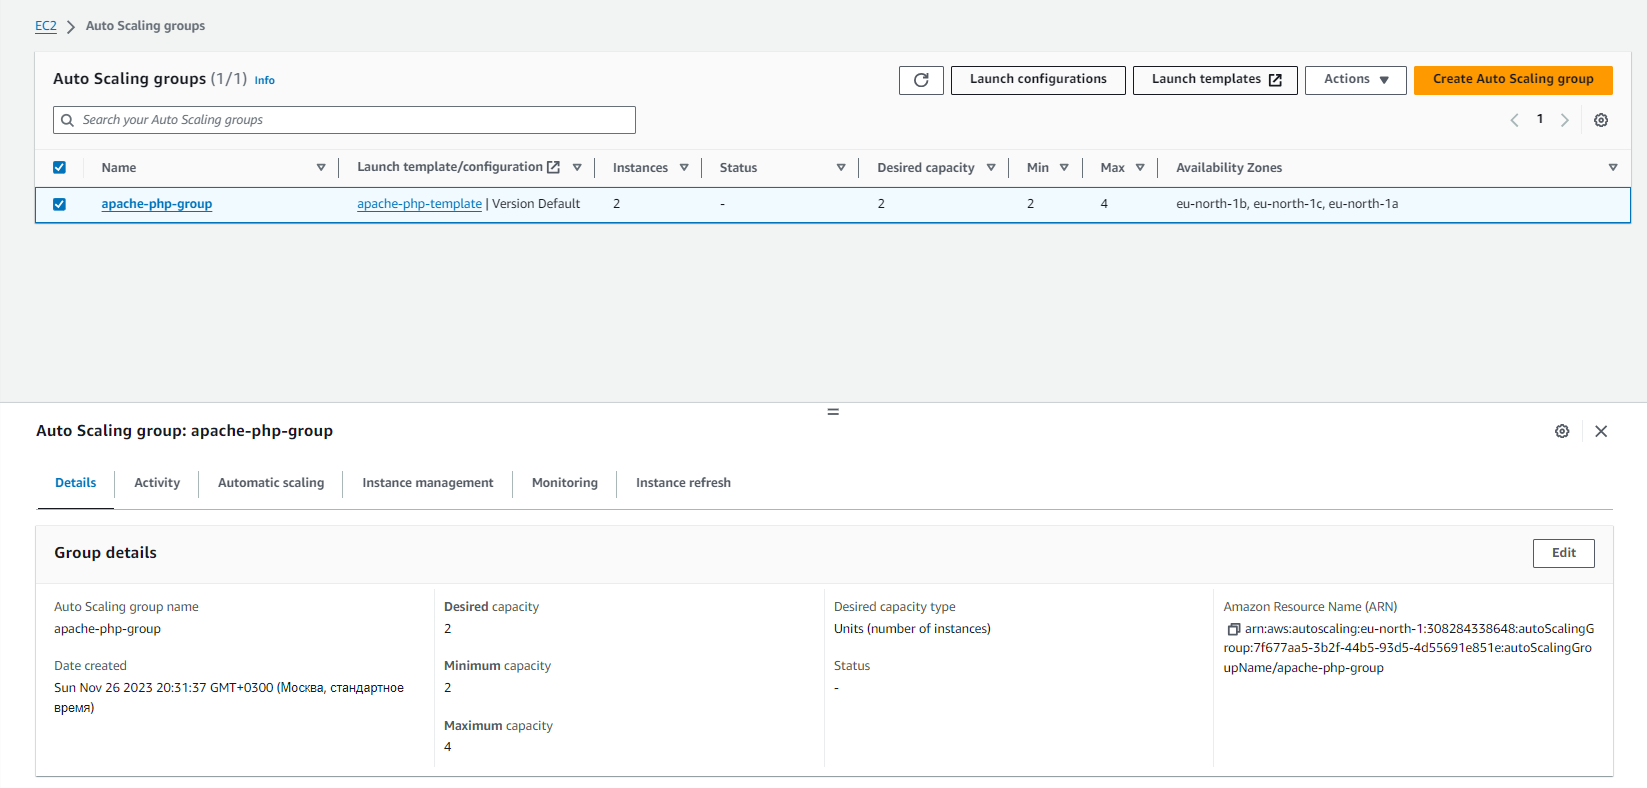 EC2 Auto Scaling groups
Auto Scaling groups (1/1) Info
Launch configurations Launch templates Actions Create Auto Scaling group
Search your Auto Scaling groups
1
Name Launch template/configuration Instances Status Desired capacity Min Max Availability Zones
apache-php-group apache-php-template | Version Default 2 - 2 2 4 eu-north-1b, eu-north-1c, eu-north-1a
Auto Scaling group: apache-php-group
Details Activity Automatic scaling Instance management Monitoring Instance refresh
Group details
Edit
Auto Scaling group name
apache-php-group
Date created
Sun Nov 26 2023 20:31:37 GMT+0300 (Москва, стандартное
время)
Desired capacity
2
Minimum capacity
2
Maximum capacity
4
Desired capacity type
Units (number of instances)
Status
-
Amazon Resource Name (ARN)
arn:aws:autoscaling:eu-north-1:308284338648:autoScalingG
roup:7f677aa5-3b2f-44b5-93d5-4d55691e851e:autoScalingGro
upName/apache-php-group